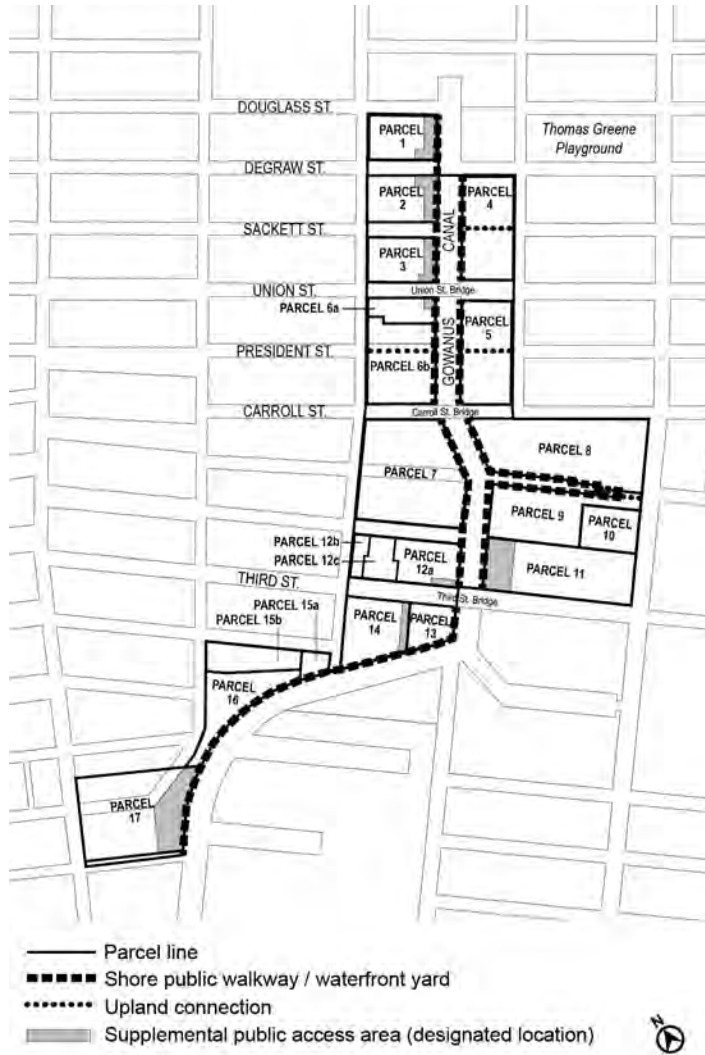 DOUGLASS ST.
PARCEL
1
Thomas Greene
Playground
DEGRAW ST.
PARCEL
2
PARCEL
4
SACKETT ST.
CANAL
PARCEL
3
Union St. Bridge
UNION ST.
PARCEL 6a
PARCEL
5
GOWANUS
PRESIDENT ST.
PARCEL 6b
CARROLL ST.
Carroll St. Bridge
PARCEL 8
PARCEL 7
PARCEL 9
PARCEL
10
PARCEL 12b
PARCEL 12c
PARCEL
12a
PARCEL 11
THIRD ST.
Third St. Bridge
PARCEL 15a
PARCEL 15b
PARCEL
14
PARCEL
13
PARCEL
16
PARCEL
17
Parcel line
Shore public walkway / waterfront yard
Upland connection
Supplemental public access area (designated location)
N